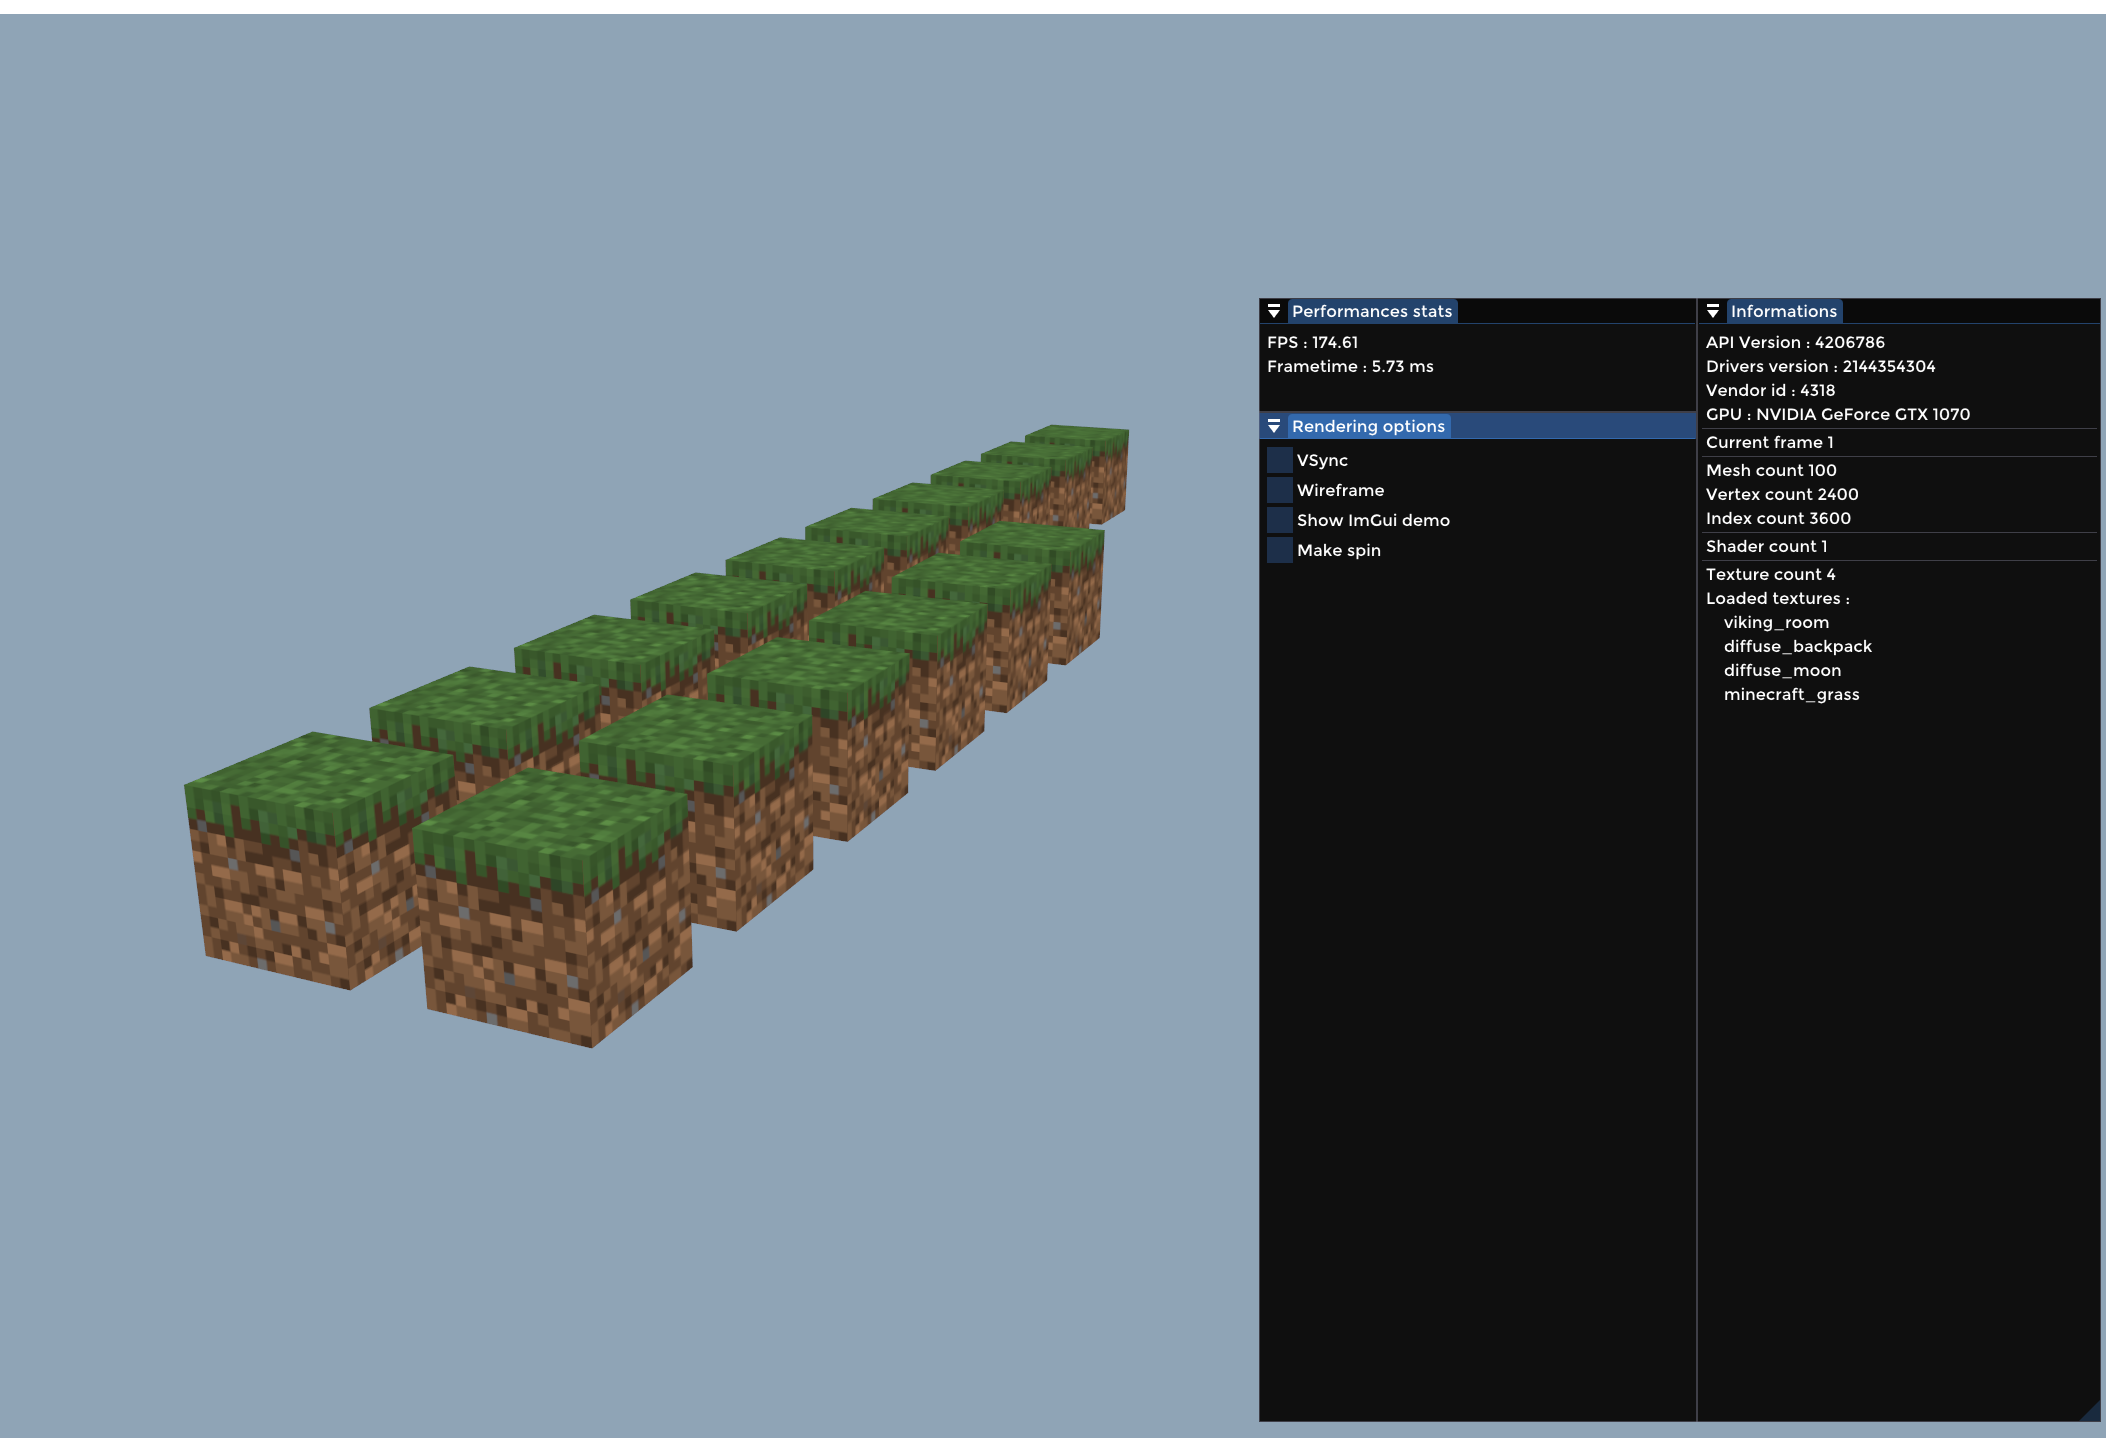 Performances stats
FPS : 174.61
Frametime : 5.73 ms
Rendering options
VSync
Wireframe
Show ImGui demo
Make spin
Informations
API Version : 4206786
Drivers version : 2144354304
Vendor id : 4318
GPU : NVIDIA GeForce GTX 1070
Current frame 1
Mesh count 100
Vertex count 2400
Index count 3600
Shader count 1
Texture count 4
Loaded textures :
viking_room
diffuse_backpack
diffuse_moon
minecraft_grass